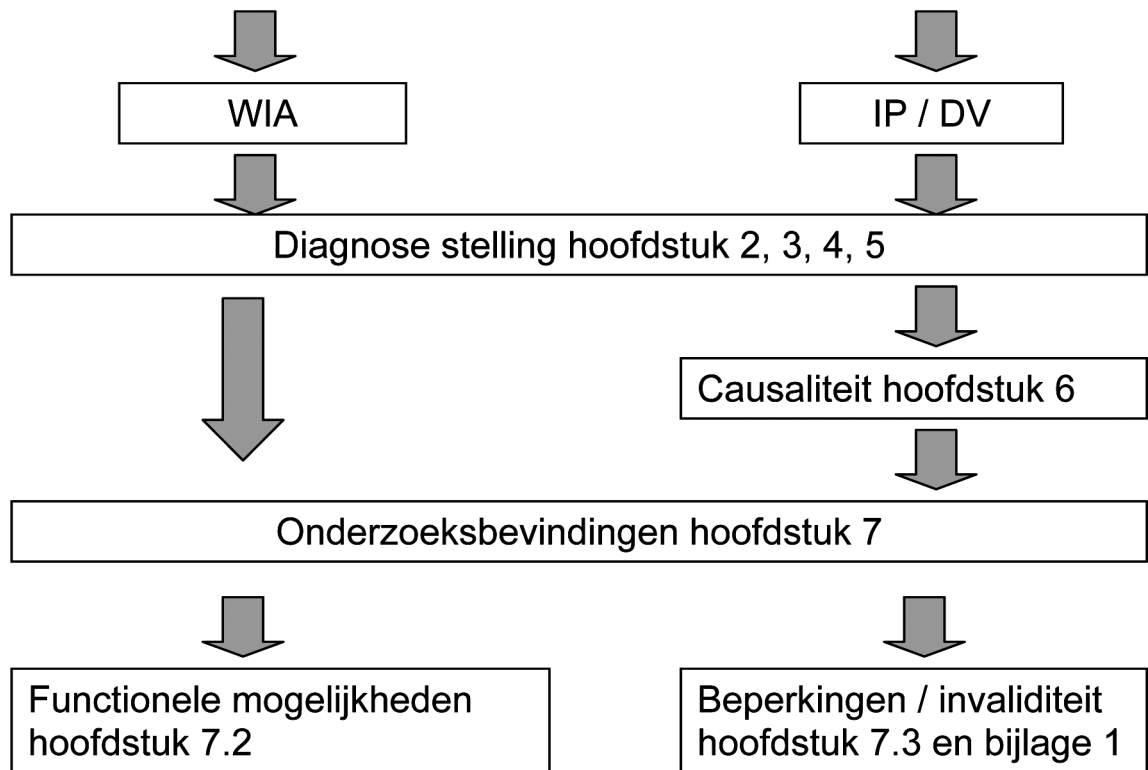 WIA
IP / DV
Diagnose stelling hoofdstuk 2, 3, 4, 5
Causaliteit hoofdstuk 6
Onderzoeksbevindingen hoofdstuk 7
Functionele mogelijkheden
hoofdstuk 7.2
Beperkingen / invaliditeit
hoofdstuk 7.3 en bijlage 1